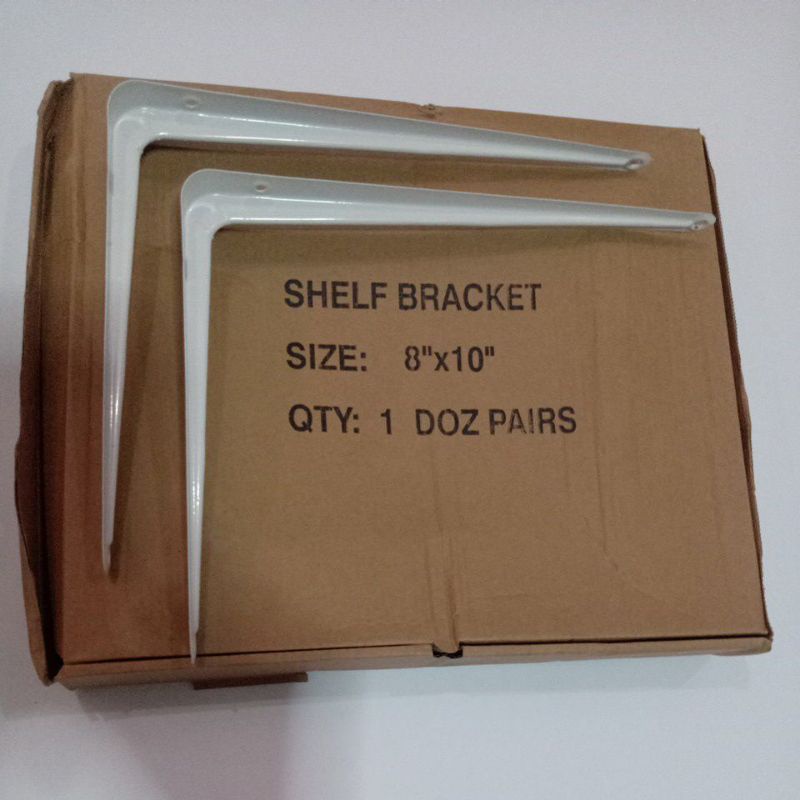 SHELF BRACKET
SIZE: 8"x10"
QTY: 1 DOZ PAIRS